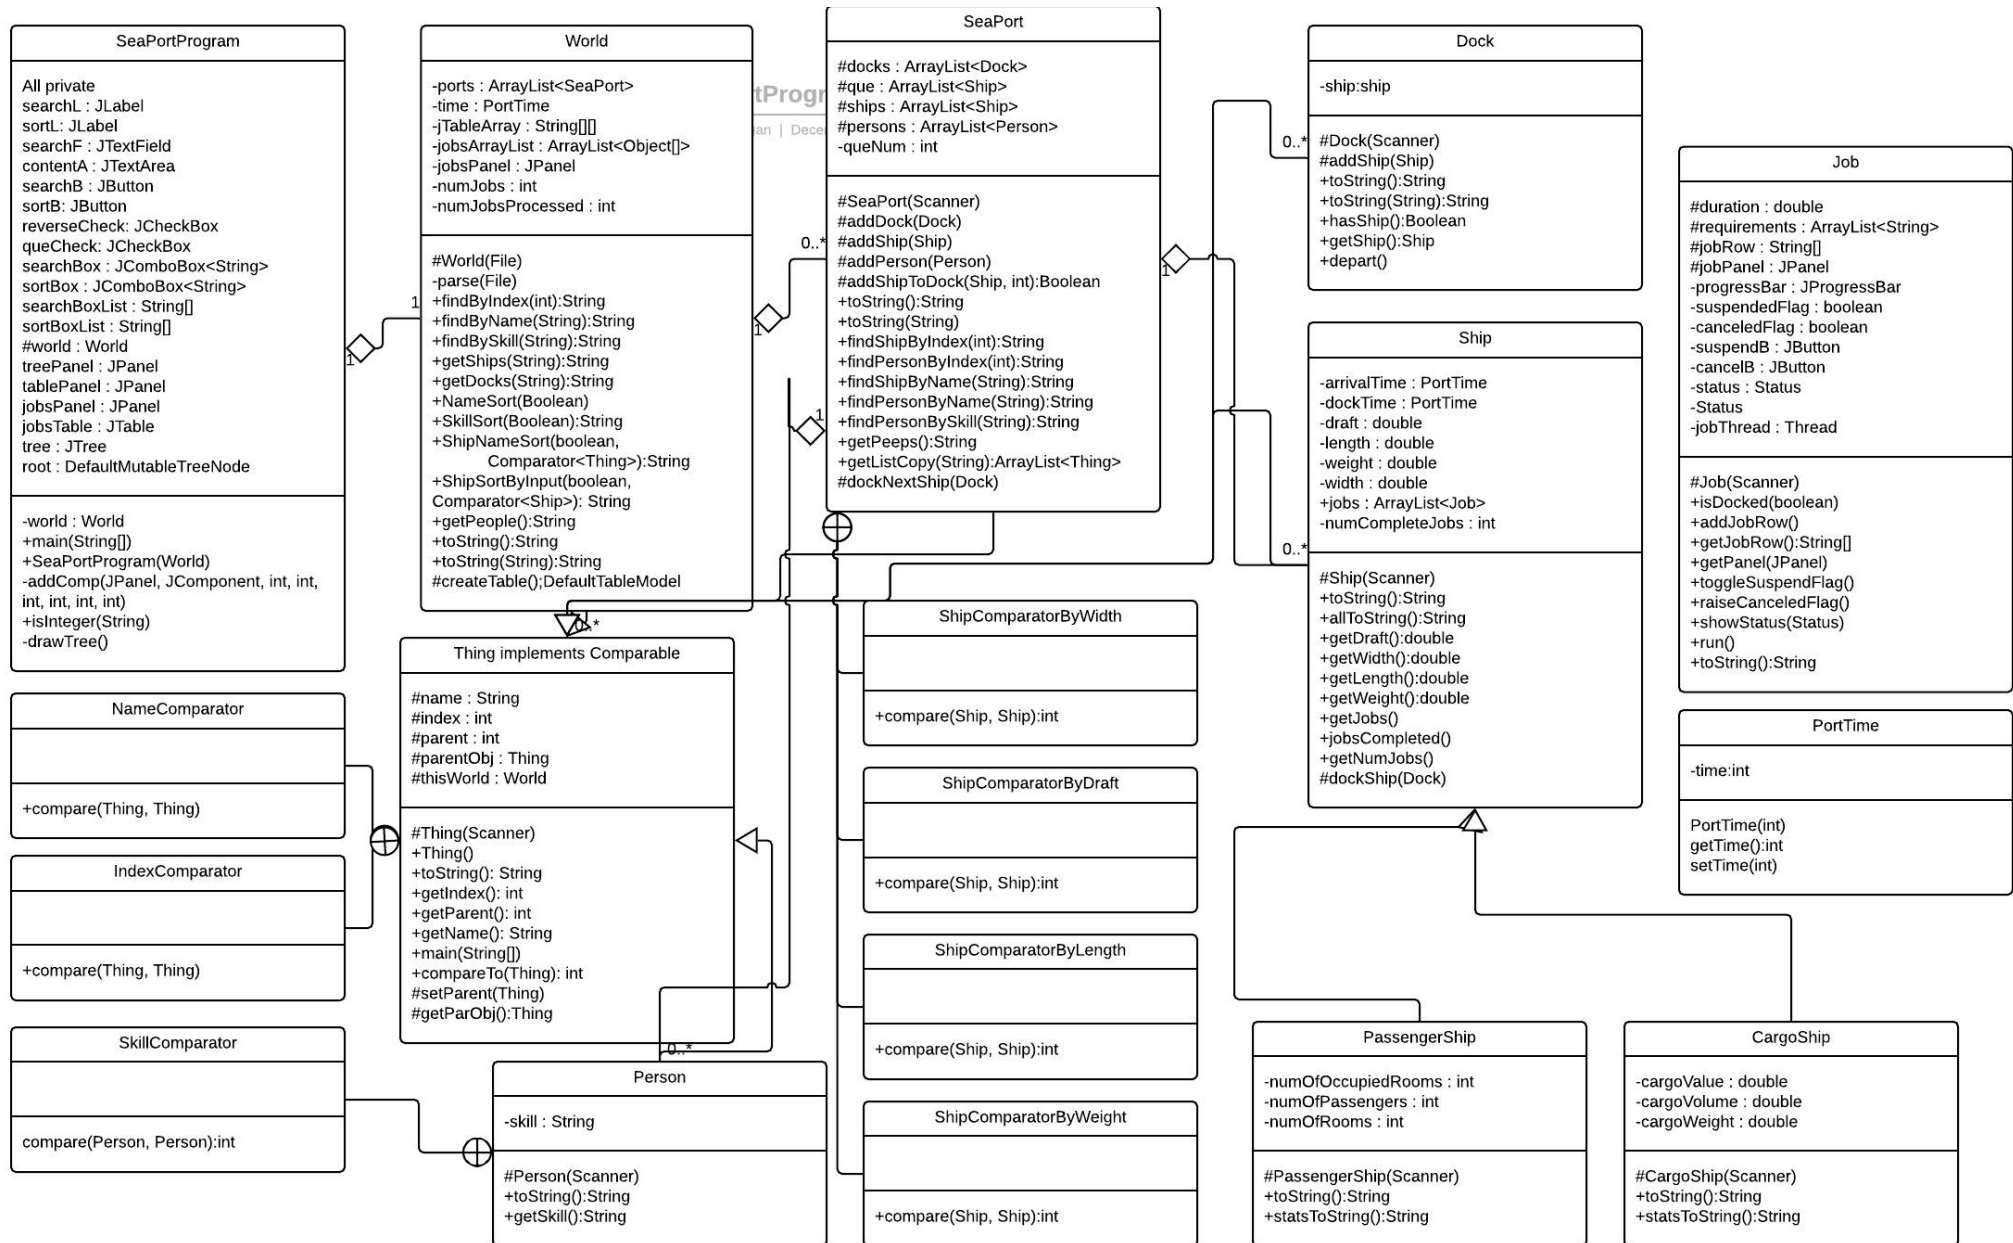 SeaPortProgram
All private
searchL : JLabel
sortL: JLabel
searchF : JTextField
contentA : JTextArea
searchB : JButton
sortB: JButton
reverseCheck: JCheckBox
queCheck: JCheckBox
searchBox : JComboBox<String>
sortBox : JComboBox<String>
searchBoxList : String[]
sortBoxList : String[]
#world : World
treePanel : JPanel
tablePanel : JPanel
jobsPanel : JPanel
jobsTable : JTable
tree : JTree
root : DefaultMutableTreeNode
-world : World
+main(String[])
+SeaPortProgram(World)
-addComp(JPanel, JComponent, int, int,
int, int, int, int)
+isInteger(String)
-drawTree()
1
1
World
-ports : ArrayList<SeaPort>
-time : PortTime
-jTableArray : String[][]
-jobsArrayList : ArrayList<Object[]>
-jobsPanel : JPanel
-numJobs : int
-numJobsProcessed : int
#World(File)
-parse(File)
+findByIndex(int):String
+findByName(String):String
+findBySkill(String):String
+getShips(String):String
+getDocks(String):String
+NameSort(Boolean)
+SkillSort(Boolean):String
+ShipNameSort(boolean,
Comparator<Thing>):String
+ShipSortByInput(boolean,
Comparator<Ship>): String
+getPeople():String
+toString():String
+toString(String):String
#createTable();DefaultTableModel
tProgr
an | Dece
1
0..*
1
0..*
SeaPort
#docks : ArrayList<Dock>
#que : ArrayList<Ship>
#ships : ArrayList<Ship>
#persons : ArrayList<Person>
-queNum : int
#SeaPort(Scanner)
#addDock(Dock)
#addShip(Ship)
#addPerson(Person)
#addShipToDock(Ship, int):Boolean
+toString():String
+toString(String)
+findShipByIndex(int):String
+findPersonByIndex(int):String
+findShipByName(String):String
+findPersonByName(String):String
+findPersonBySkill(String):String
+getPeeps():String
+getListCopy(String):ArrayList<Thing>
#dockNextShip(Dock)
1
0..*
0..*
Dock
-ship:ship
#Dock(Scanner)
#addShip(Ship)
+toString():String
+toString(String):String
+hasShip():Boolean
+getShip():Ship
+depart()
Ship
-arrivalTime : PortTime
-dockTime : PortTime
-draft : double
-length : double
-weight : double
-width : double
+jobs : ArrayList<Job>
-numCompleteJobs : int
#Ship(Scanner)
+toString():String
+allToString():String
+getDraft():double
+getWidth():double
+getLength():double
+getWeight():double
+getJobs()
+jobsCompleted()
+getNumJobs()
#dockShip(Dock)
Job
#duration : double
#requirements : ArrayList<String>
#jobRow : String[]
#jobPanel : JPanel
-progressBar : JProgressBar
-suspendedFlag : boolean
-canceledFlag : boolean
-suspendB : JButton
-cancelB : JButton
-status : Status
-Status
-jobThread : Thread
#Job(Scanner)
+isDocked(boolean)
+addJobRow()
+getJobRow():String[]
+getPanel(JPanel)
+toggleSuspendFlag()
+raiseCanceledFlag()
+showStatus(Status)
+run()
+toString():String
PortTime
-time:int
PortTime(int)
getTime():int
setTime(int)
NameComparator
+compare(Thing, Thing)
IndexComparator
+compare(Thing, Thing)
SkillComparator
compare(Person, Person):int
Thing implements Comparable
#name : String
#index : int
#parent : int
#parentObj : Thing
#thisWorld : World
#Thing(Scanner)
+Thing()
+toString(): String
+getIndex(): int
+getParent(): int
+getName(): String
+main(String[])
+compareTo(Thing): int
#setParent(Thing)
#getParObj():Thing
0..*
Person
-skill : String
#Person(Scanner)
+toString():String
+getSkill():String
ShipComparatorByWidth
+compare(Ship, Ship):int
ShipComparatorByDraft
+compare(Ship, Ship):int
ShipComparatorByLength
+compare(Ship, Ship):int
ShipComparatorByWeight
+compare(Ship, Ship):int
PassengerShip
-numOfOccupiedRooms : int
-numOfPassengers : int
-numOfRooms : int
#PassengerShip(Scanner)
+toString():String
+statsToString():String
CargoShip
-cargoValue : double
-cargoVolume : double
-cargoWeight : double
#CargoShip(Scanner)
+toString():String
+statsToString():String